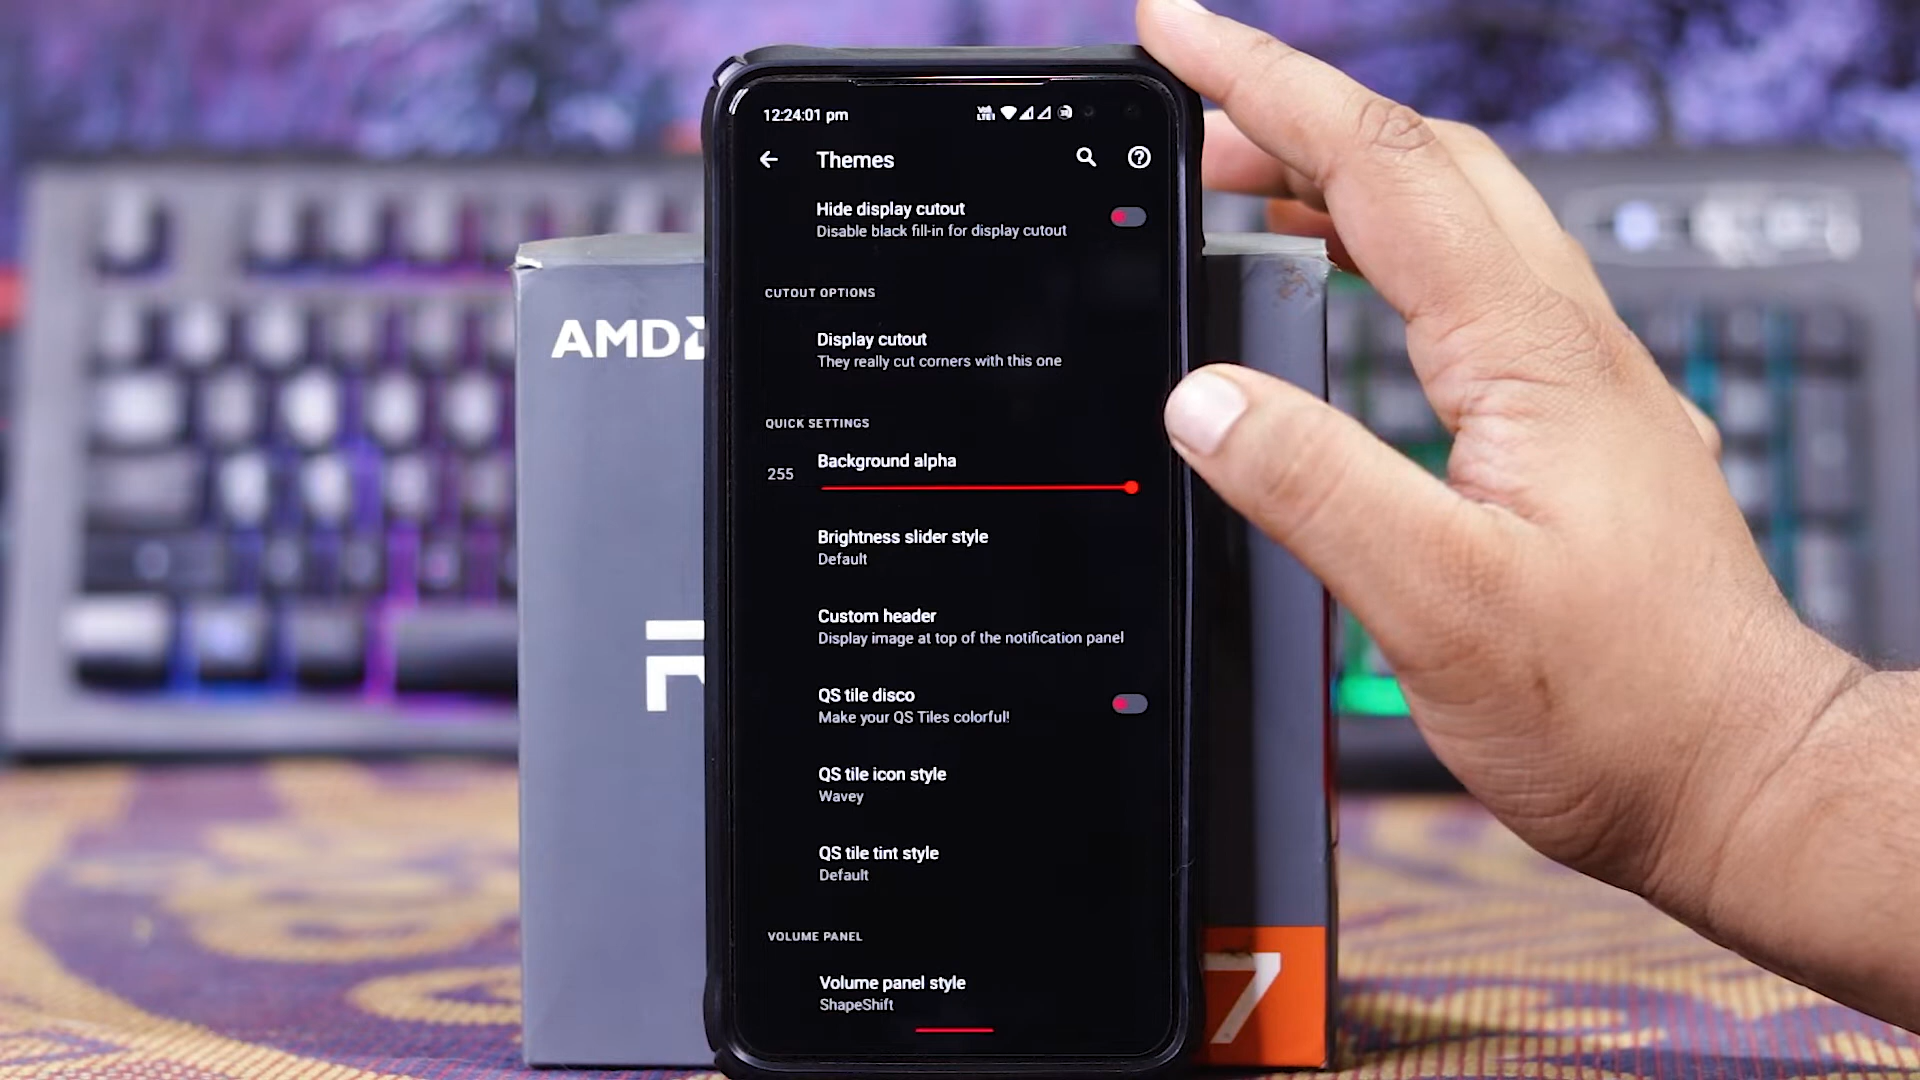 12:24:01 pm
Themes
Hide display cutout
Disable black fill-in for display cutout
CUTOUT OPTIONS
Display cutout
They really cut corners with this one
QUICK SETTINGS
255
Background alpha
Brightness slider style
Default
Custom header
Display image at top of the notification panel
QS tile disco
Make your QS Tiles colorful!
QS tile icon style
Wavey
QS tile tint style
Default
VOLUME PANEL
Volume panel style
ShapeShift
AMD
7